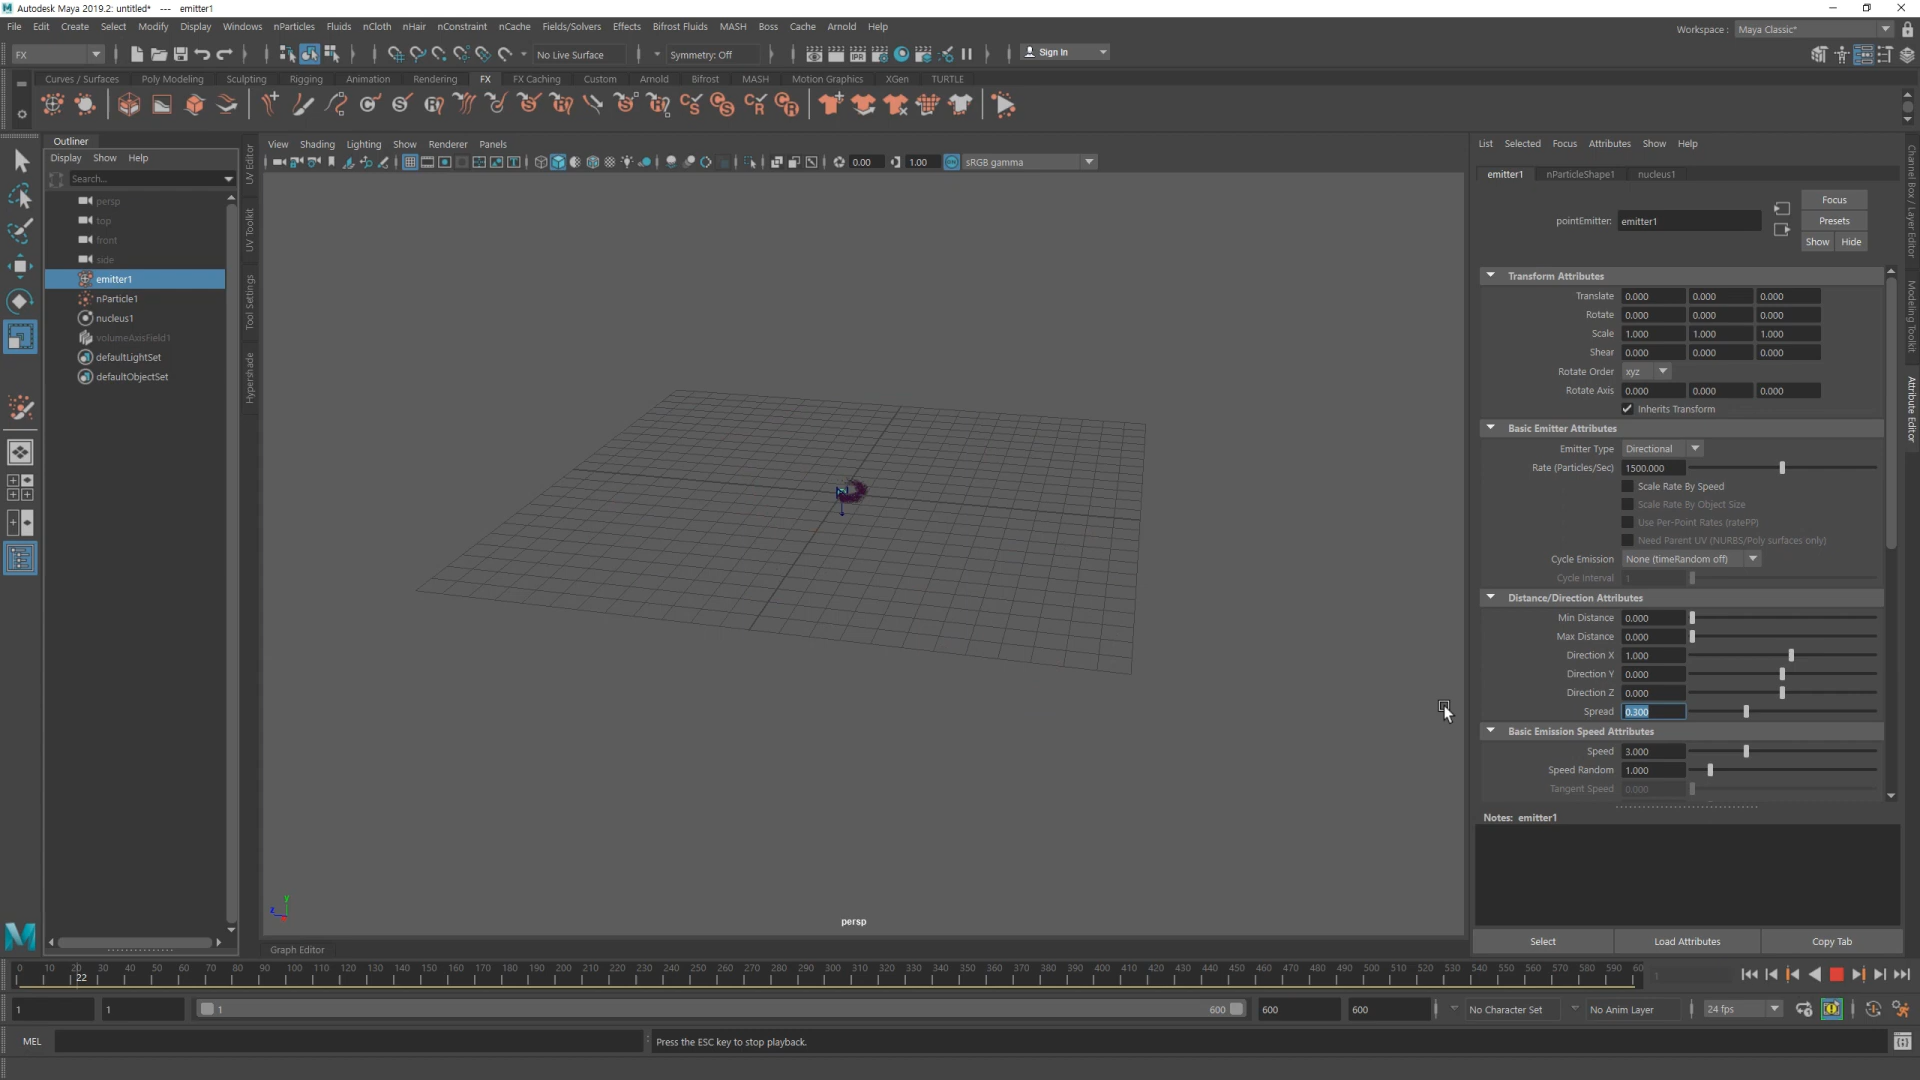 Autodesk Maya 2019.2: untitled*   ---   emitter1
File Edit Create Select Modify Display Windows nParticles Fluids nCloth nHair nConstraint nCache Fields/Solvers Effects Bifrost Fluids MASH Boss Cache Arnold Help
Workspace : Maya Classic*
FX No Live Surface Symmetry: Off Sign In
Curves / Surfaces Poly Modeling Sculpting Rigging Animation Rendering FX FX Caching Custom Arnold Bifrost MASH Motion Graphics XGen TURTLE
Outliner
Display Show Help
Search...
persp
top
front
side
emitter1
nParticle1
nucleus1
volumeAxisField1
defaultLightSet
defaultObjectSet
UV Editor
UV Toolkit
Tool Settings
Hypershade
View Shading Lighting Show Renderer Panels
0.00 1.00 sRGB gamma
persp
y
z
Graph Editor
List Selected Focus Attributes Show Help
emitter1 nParticleShape1 nucleus1
pointEmitter: emitter1
Focus
Presets
Show Hide
Transform Attributes
Translate 0.000 0.000 0.000
Rotate 0.000 0.000 0.000
Scale 1.000 1.000 1.000
Shear 0.000 0.000 0.000
Rotate Order xyz
Rotate Axis 0.000 0.000 0.000
Inherits Transform
Basic Emitter Attributes
Emitter Type Directional
Rate (Particles/Sec) 1500.000
Scale Rate By Speed
Scale Rate By Object Size
Use Per-Point Rates (ratePP)
Need Parent UV (NURBS/Poly surfaces only)
Cycle Emission None (timeRandom off)
Cycle Interval 1
Distance/Direction Attributes
Min Distance 0.000
Max Distance 0.000
Direction X 1.000
Direction Y 0.000
Direction Z 0.000
Spread 0.300
Basic Emission Speed Attributes
Speed 3.000
Speed Random 1.000
Tangent Speed 0.000
Notes: emitter1
Select Load Attributes Copy Tab
Channel Box / Layer Editor
Modeling Toolkit
Attribute Editor
0 10 20 30 40 50 60 70 80 90 100 110 120 130 140 150 160 170 180 190 200 210 220 230 240 250 260 270 280 290 300 310 320 330 340 350 360 370 380 390 400 410 420 430 440 450 460 470 480 490 500 510 520 530 540 550 560 570 580 590 60
22
1 1 1 600 600 600 No Character Set No Anim Layer 24 fps
MEL Press the ESC key to stop playback.